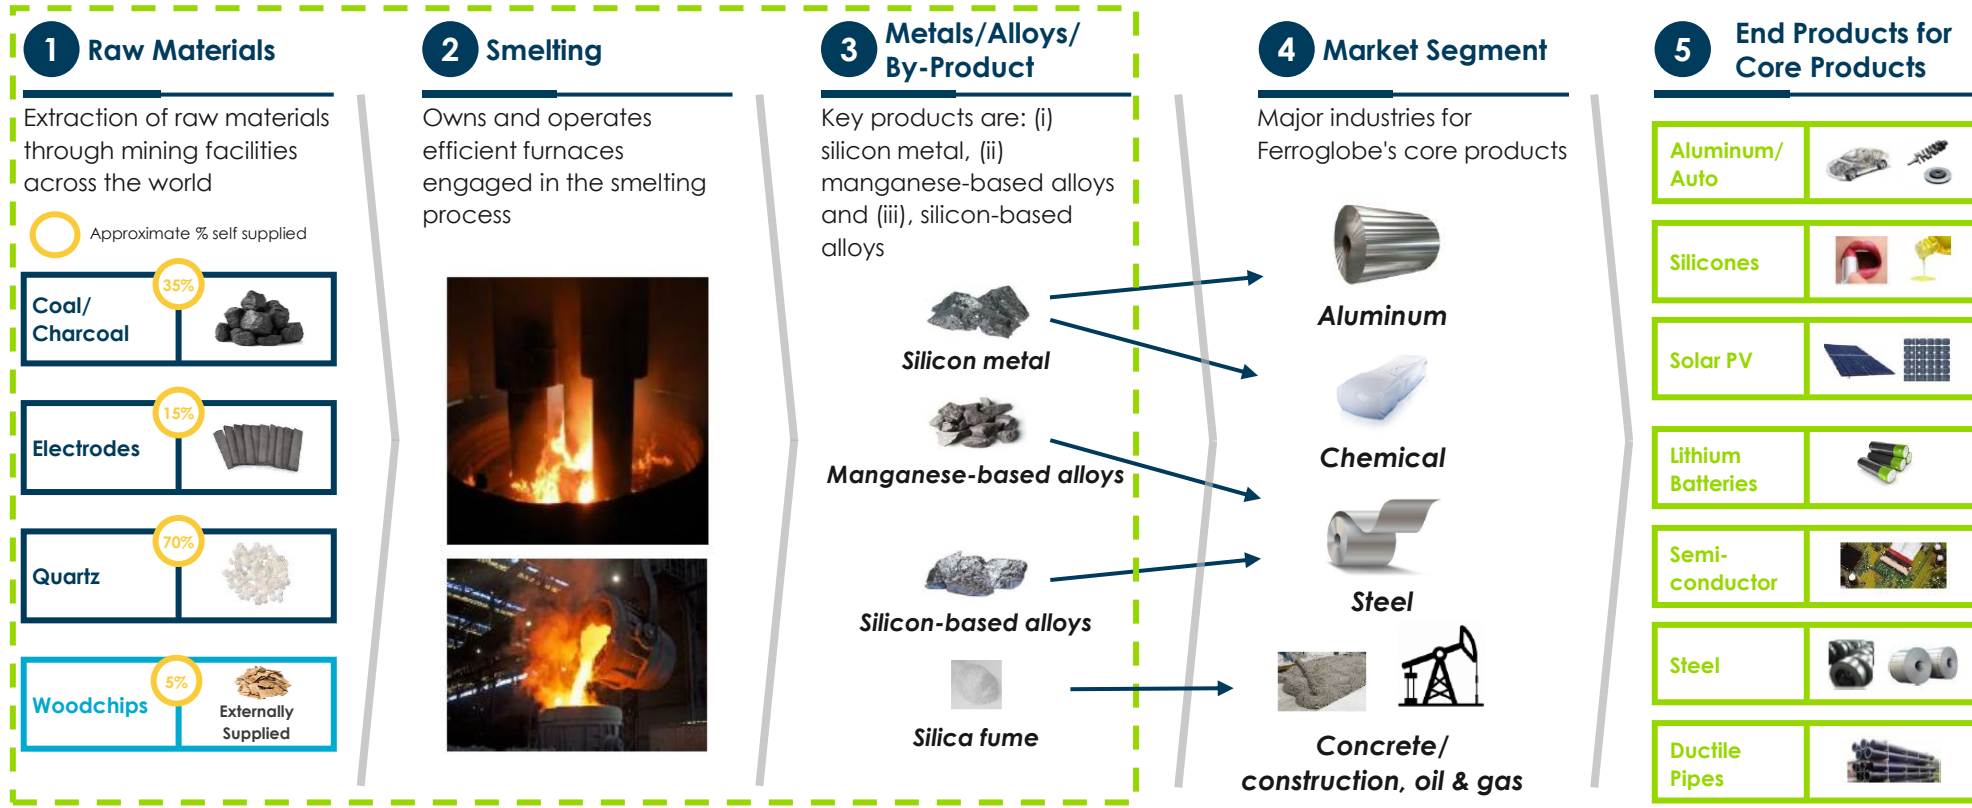 1 Raw Materials
Extraction of raw materials
through mining facilities
across the world
Approximate % self supplied
35%
Coal/
Charcoal
15%
Electrodes
70%
Quartz
5%
Woodchips
Externally
Supplied
2 Smelting
Owns and operates
efficient furnaces
engaged in the smelting
process
3 Metals/Alloys/
By-Product
Key products are: (i)
silicon metal, (ii)
manganese-based alloys
and (iii), silicon-based
alloys
Silicon metal
Manganese-based alloys
Silicon-based alloys
Silica fume
4 Market Segment
Major industries for
Ferroglobe's core products
Aluminum
Chemical
Steel
Concrete/
construction, oil & gas
5 End Products for
Core Products
Aluminum/
Auto
Silicones
Solar PV
Lithium
Batteries
Semi-
conductor
Steel
Ductile
Pipes